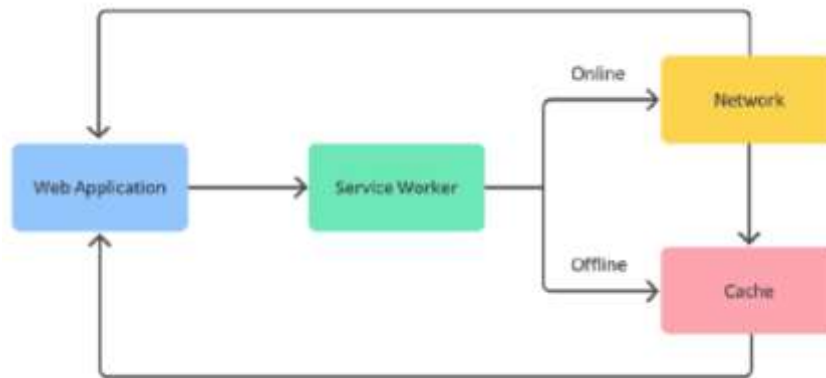 Online
Network
Web Application
Service Worker
Offline
Cache